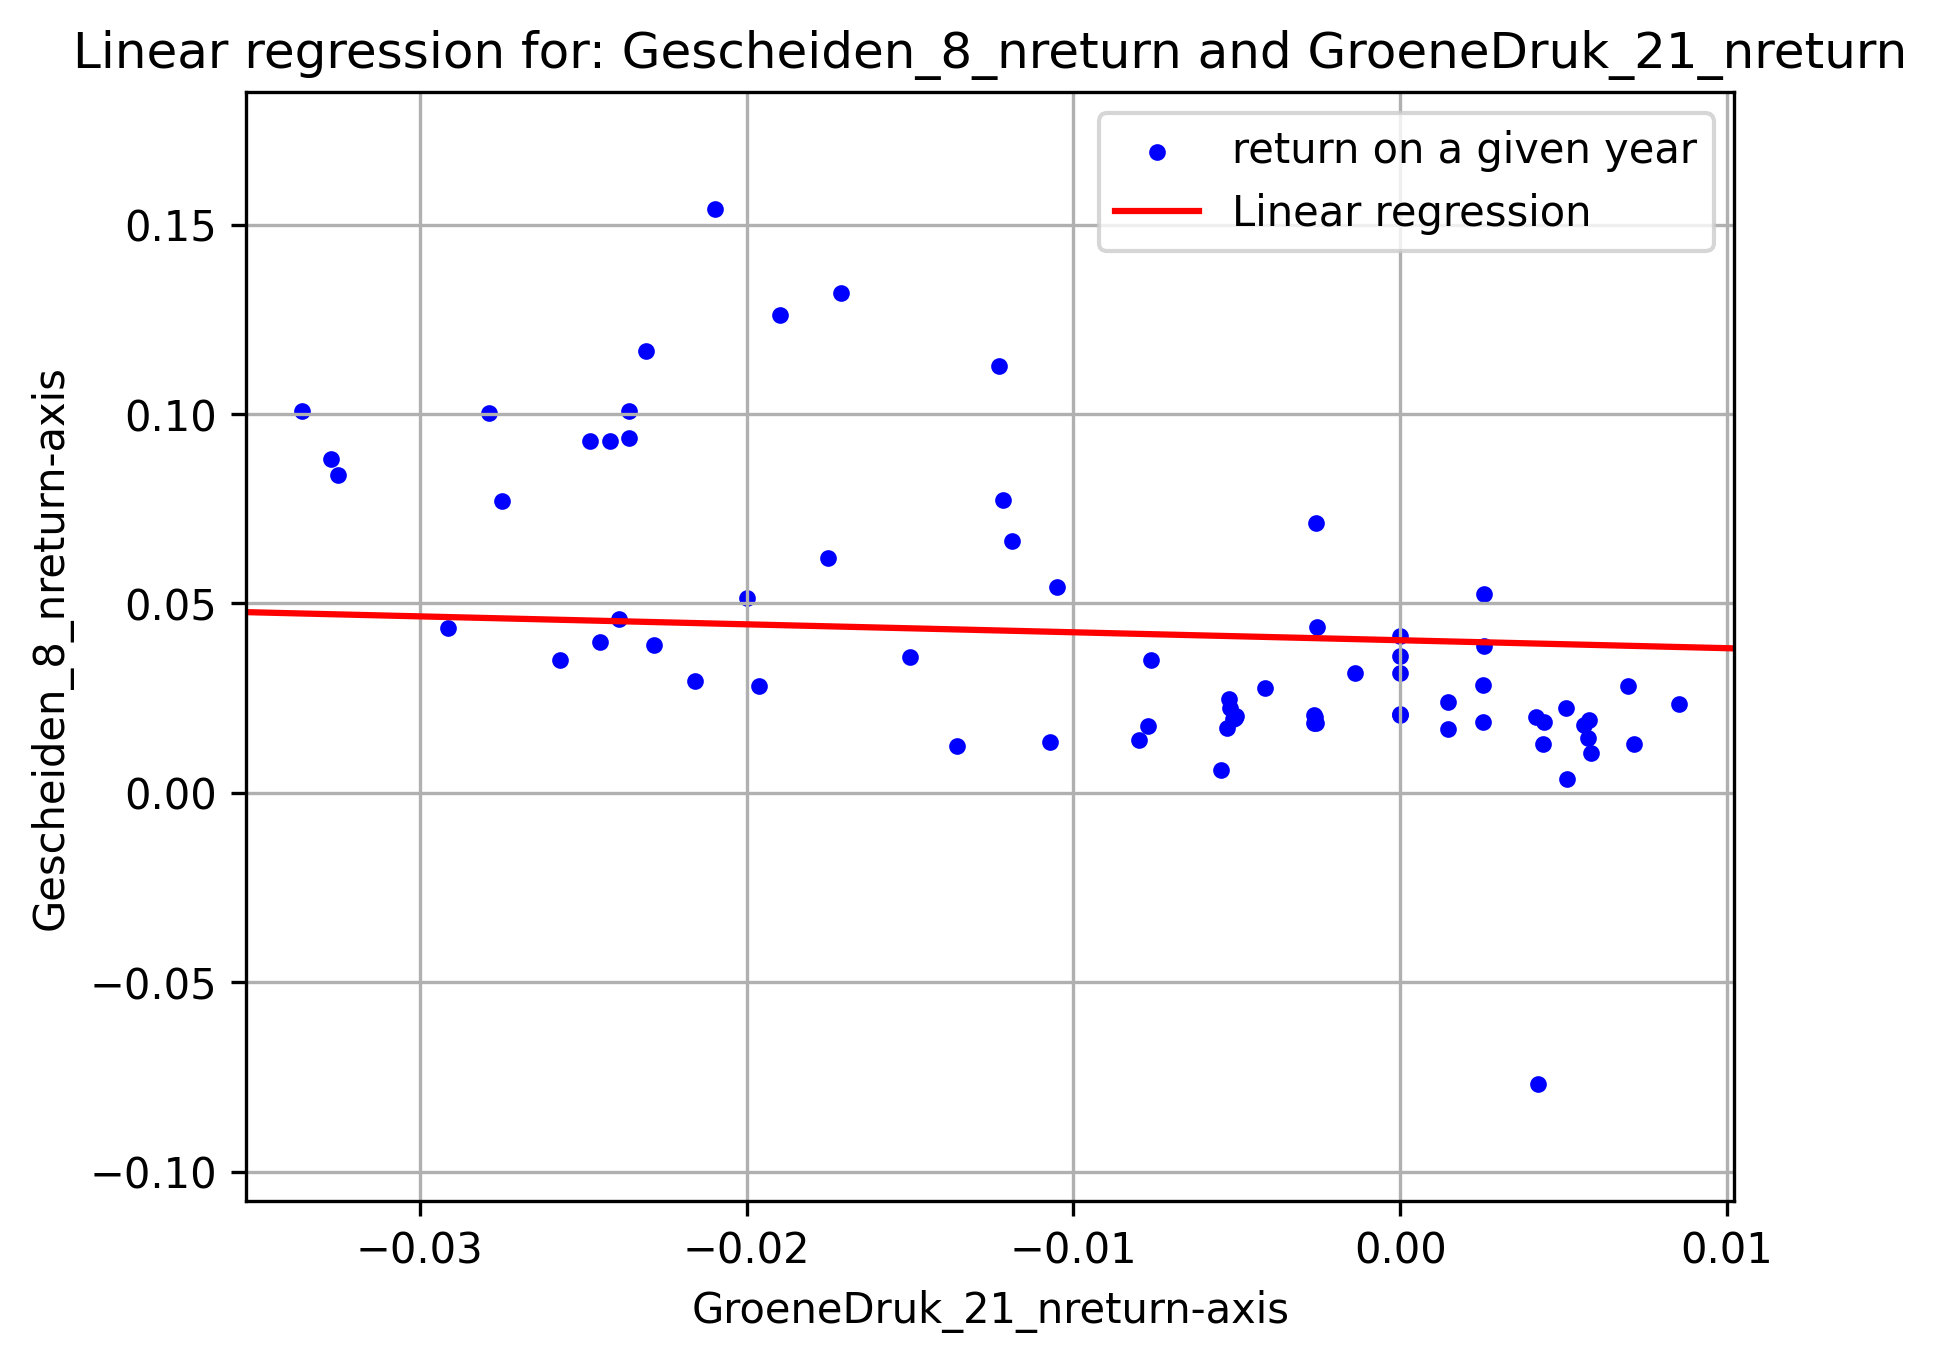 Linear regression for: Gescheiden_8_nreturn and GroeneDruk_21_nreturn
return on a given year
Linear regression
0.15
0.10
0.05
0.00
−0.05
−0.10
Gescheiden_8_nreturn-axis
−0.03
−0.02
−0.01
0.00
0.01
GroeneDruk_21_nreturn-axis